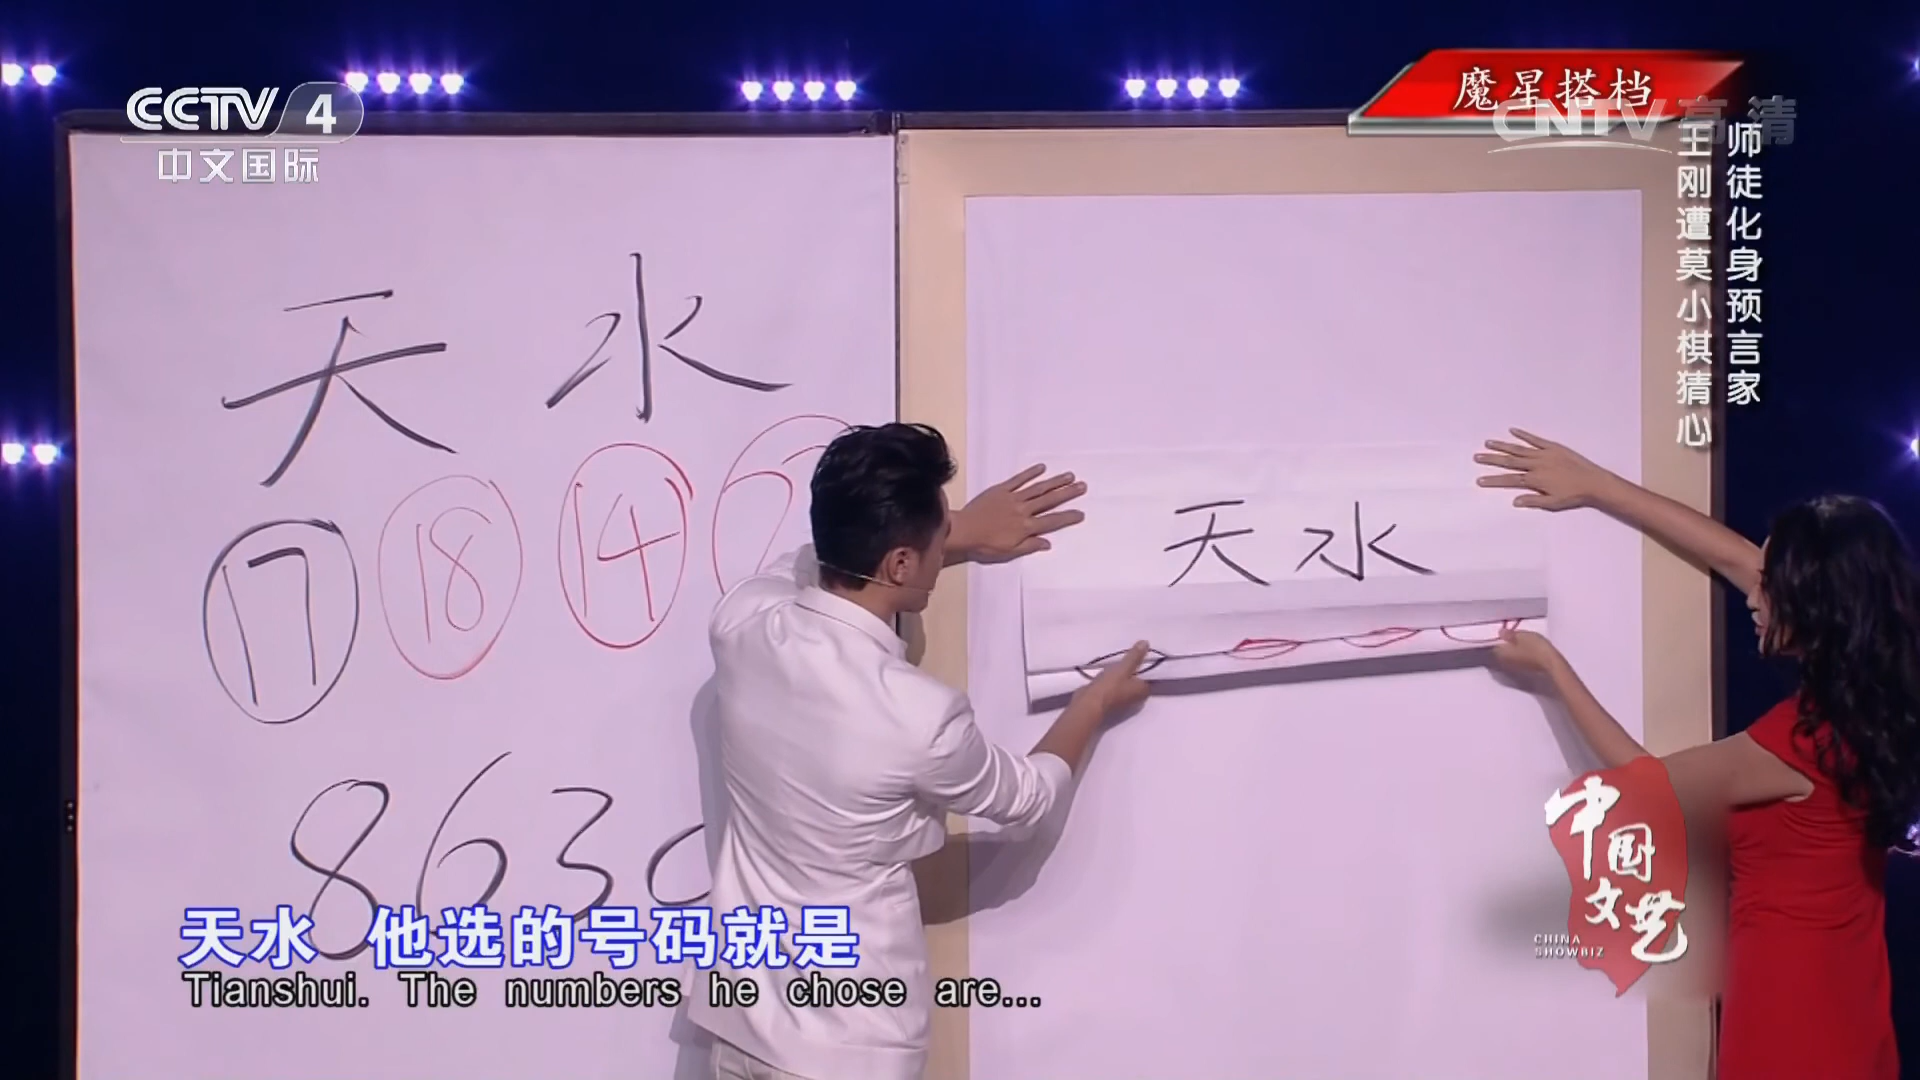 CCTV 4
中文国际
魔星搭档
CNTV 高清
师徒化身预言家
王刚遭莫小棋猜心
天水
17 18 14
863
天水
中国文艺
CHINA
SHOWBIZ
天水 他选的号码就是
Tianshui. The numbers he chose are...